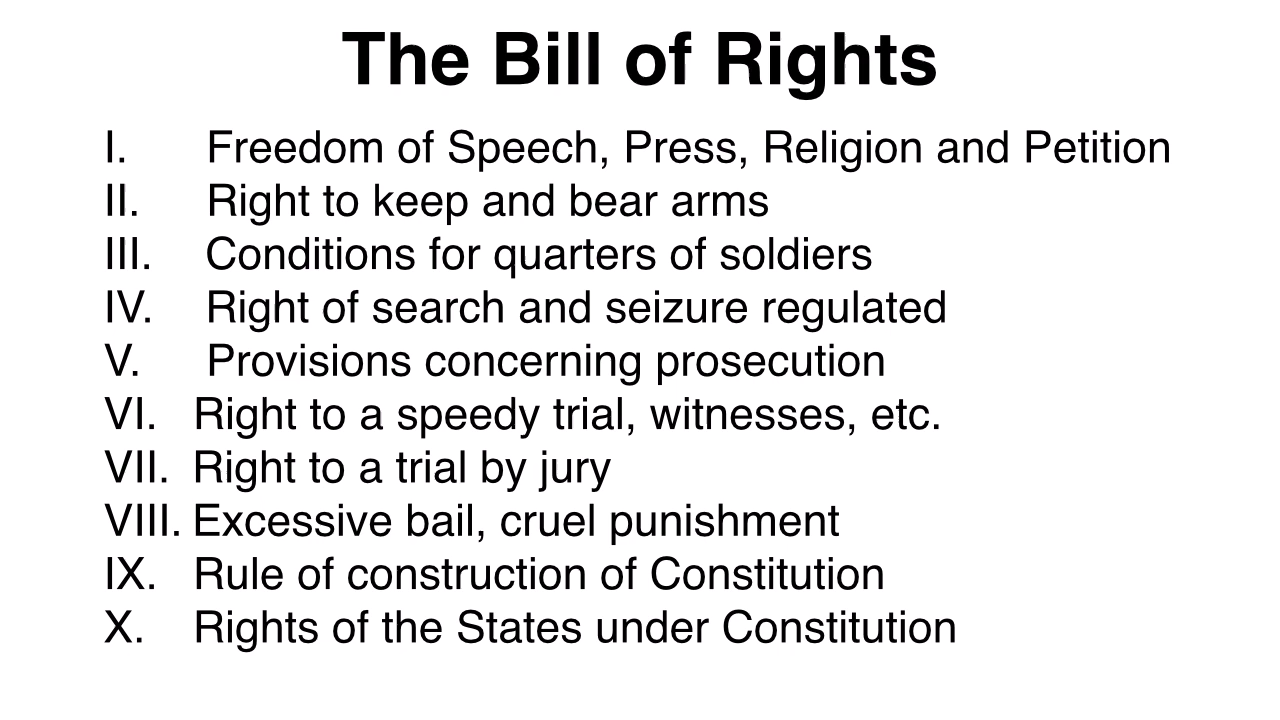 The Bill of Rights
I. Freedom of Speech, Press, Religion and Petition
II. Right to keep and bear arms
III. Conditions for quarters of soldiers
IV. Right of search and seizure regulated
V. Provisions concerning prosecution
VI. Right to a speedy trial, witnesses, etc.
VII. Right to a trial by jury
VIII. Excessive bail, cruel punishment
IX. Rule of construction of Constitution
X. Rights of the States under Constitution